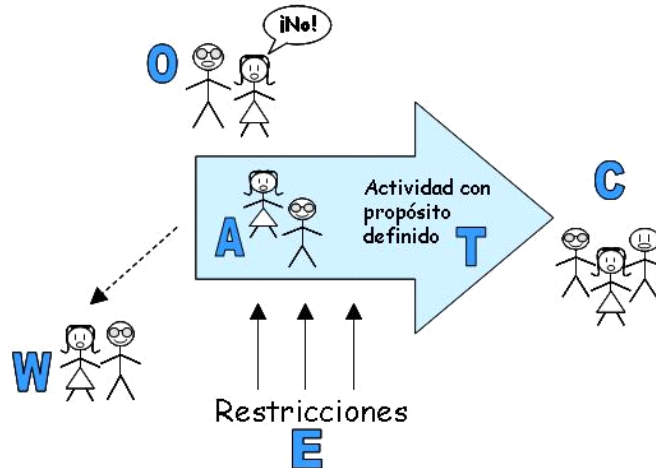 ¡No!
O
C
Actividad con
propósito
definido T
A
W
Restricciones
E